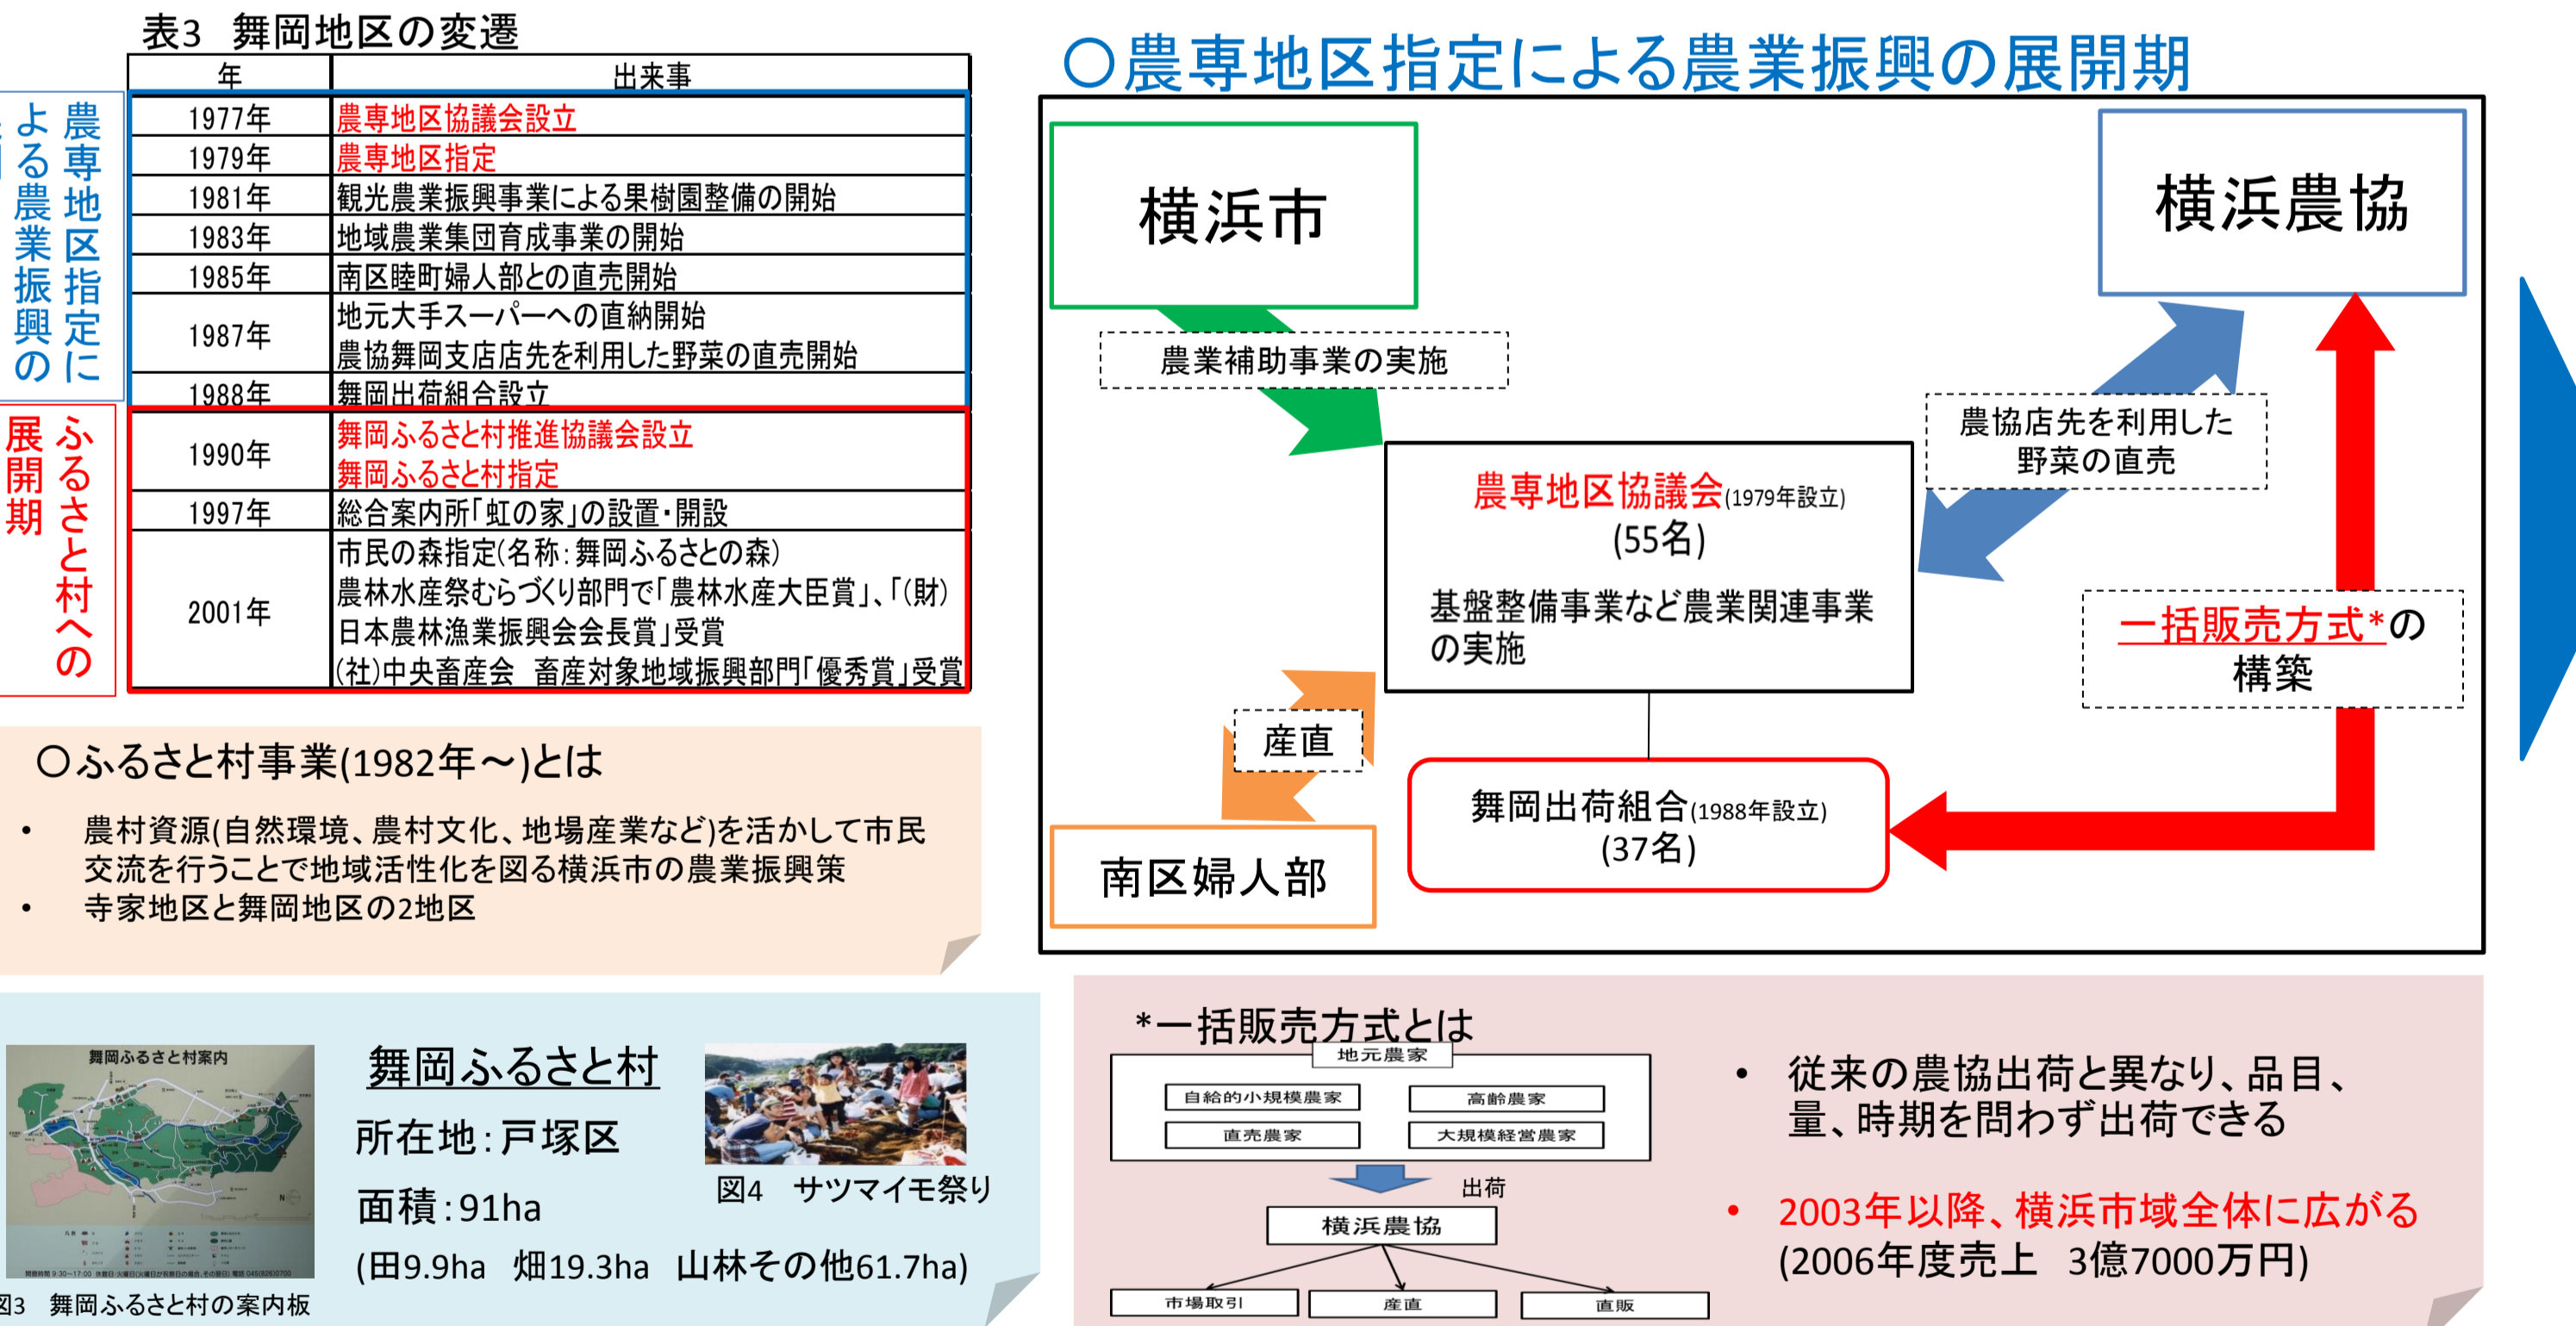 表3 舞岡地区の変遷
年 出来事
1977年 農専地区協議会設立
1979年 農専地区指定
1981年 観光農業振興事業による果樹園整備の開始
1983年 地域農業集団育成事業の開始
1985年 南区睦町婦人部との直売開始
1987年 地元大手スーパーへの直納開始
農協舞岡支店店先を利用した野菜の直売開始
1988年 舞岡出荷組合設立
1990年 舞岡ふるさと村推進協議会設立
舞岡ふるさと村指定
1997年 総合案内所「虹の家」の設置・開設
2001年 市民の森指定(名称:舞岡ふるさとの森)
農林水産祭むらづくり部門で「農林水産大臣賞」、「(財)
日本農林漁業振興会会長賞」受賞
(社)中央畜産会 畜産対象地域振興部門「優秀賞」受賞
農専地区指定に
よる農業振興の
ふるさと村への
展開期
〇ふるさと村事業(1982年～)とは
• 農村資源(自然環境、農村文化、地場産業など)を活かして市民
交流を行うことで地域活性化を図る横浜市の農業振興策
• 寺家地区と舞岡地区の2地区
舞岡ふるさと村案内
開館時間 9:30～17:00
図3 舞岡ふるさと村の案内板
舞岡ふるさと村
所在地:戸塚区
面積:91ha
(田9.9ha 畑19.3ha 山林その他61.7ha)
図4 サツマイモ祭り
〇農専地区指定による農業振興の展開期
横浜市
横浜農協
農業補助事業の実施
農協店先を利用した
野菜の直売
農専地区協議会(1979年設立)
(55名)
基盤整備事業など農業関連事業
の実施
一括販売方式*の
構築
産直
舞岡出荷組合(1988年設立)
(37名)
南区婦人部
*一括販売方式とは
地元農家
自給的小規模農家 高齢農家
直売農家 大規模経営農家
出荷
横浜農協
市場取引 産直 直販
• 従来の農協出荷と異なり、品目、
量、時期を問わず出荷できる
• 2003年以降、横浜市域全体に広がる
(2006年度売上 3億7000万円)